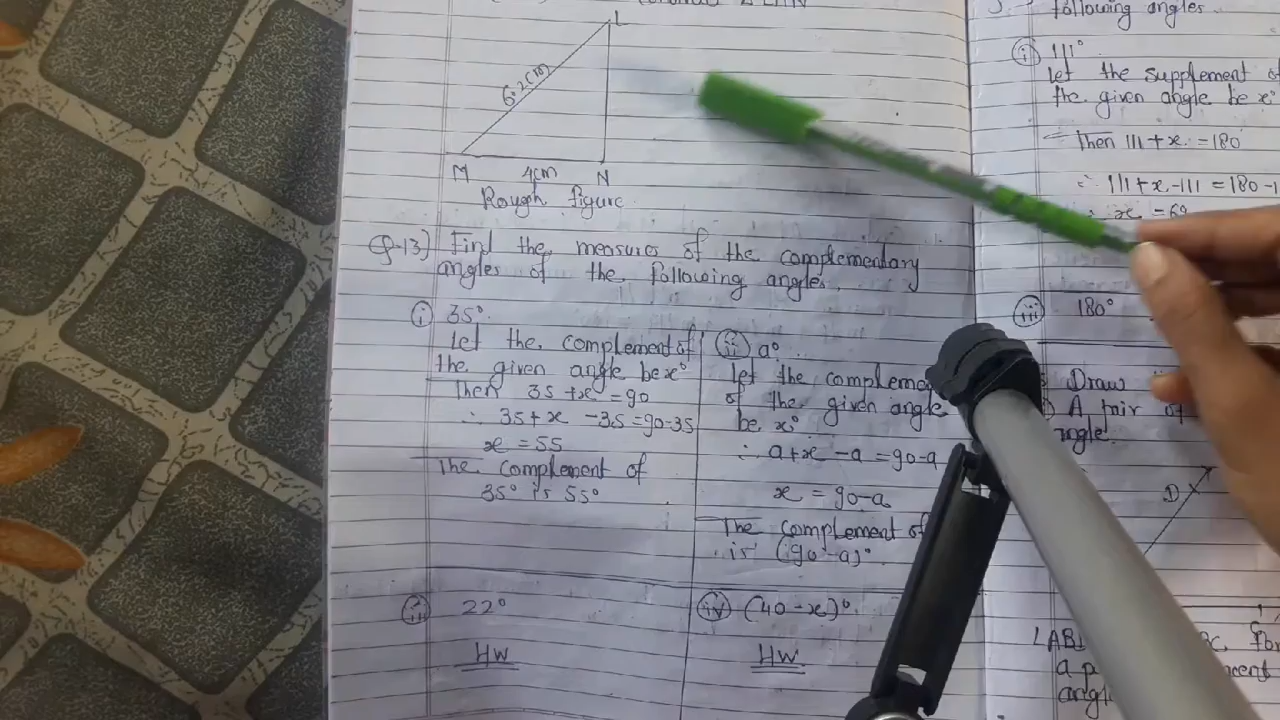 L
6.2cm
M 4cm N
Rough figure
Q-13) Find the measures of the complementary
angles of the following angles.
(i) 35°.
Let the complement of
the given angle be x°
Then 35+x = 90
∴ 35+x -35=90-35
x = 55
The complement of
35° is 55°
(ii) a°.
Let the
of the given angle
be x°
∴ a+x -a =90-a
x = 90-a
The complement of
is (90-a)°
(iii) 22°
HW
(iv) (40-x)°.
HW
following angles.
(i) 111°
Let the supplement of
the given angle be x°
Then 111+x =180
∴ 111+x-111 = 180-1
x = 69
(iii) 180°
Draw
A pair of
angle.
D
for
a p
ang